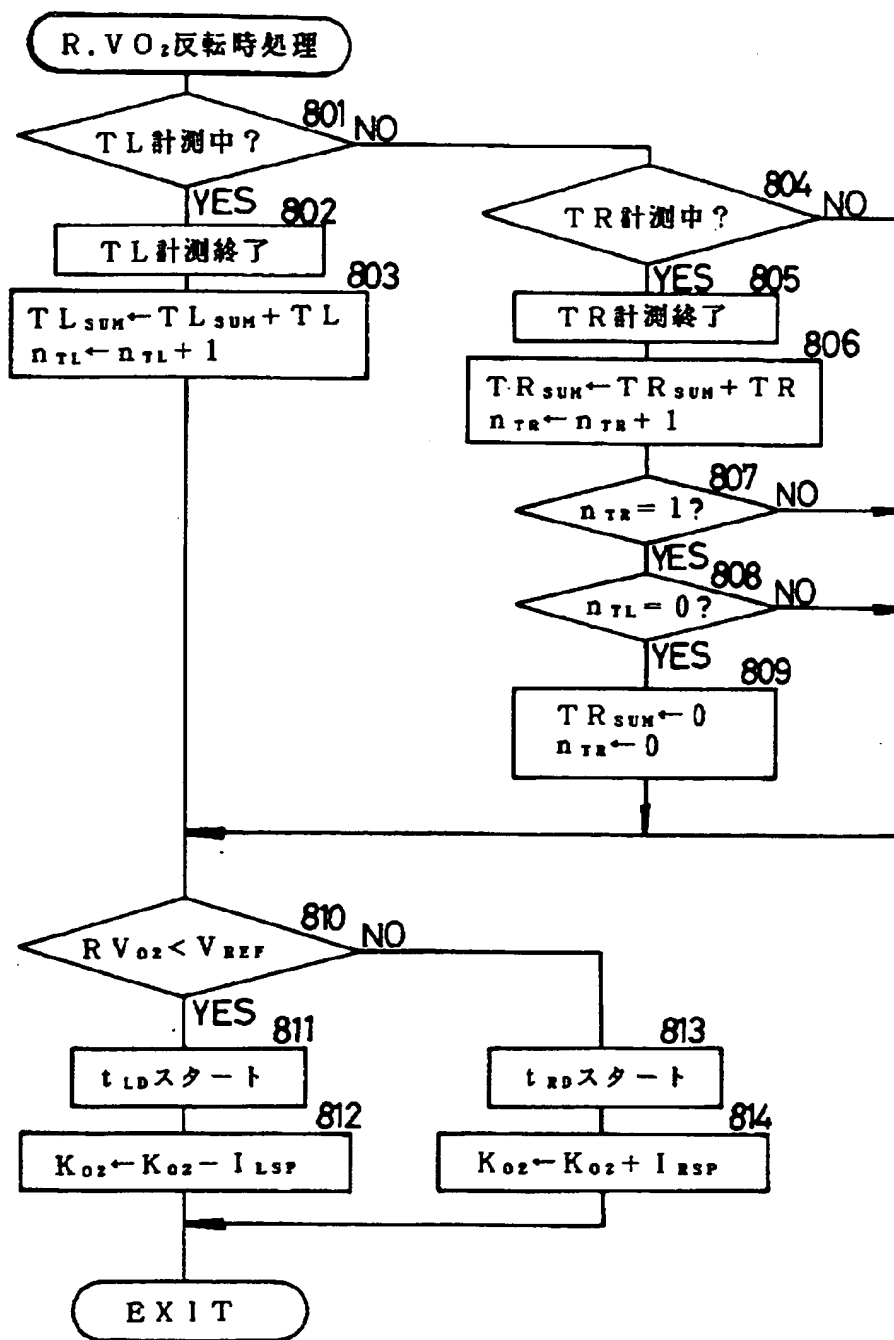 R.VO₂反転時処理
801
TL計測中?
NO
YES
802
TL計測終了
803
TL_SUM←TL_SUM+TL
n_TL←n_TL+1
804
TR計測中?
NO
YES
805
TR計測終了
806
TR_SUM←TR_SUM+TR
n_TR←n_TR+1
807
n_TR=1?
NO
YES
808
n_TL=0?
NO
YES
809
TR_SUM←0
n_TR←0
810
RV_O2<V_REF
NO
YES
811
t_LDスタート
812
K_O2←K_O2-I_LSP
813
t_RDスタート
814
K_O2←K_O2+I_RSP
EXIT